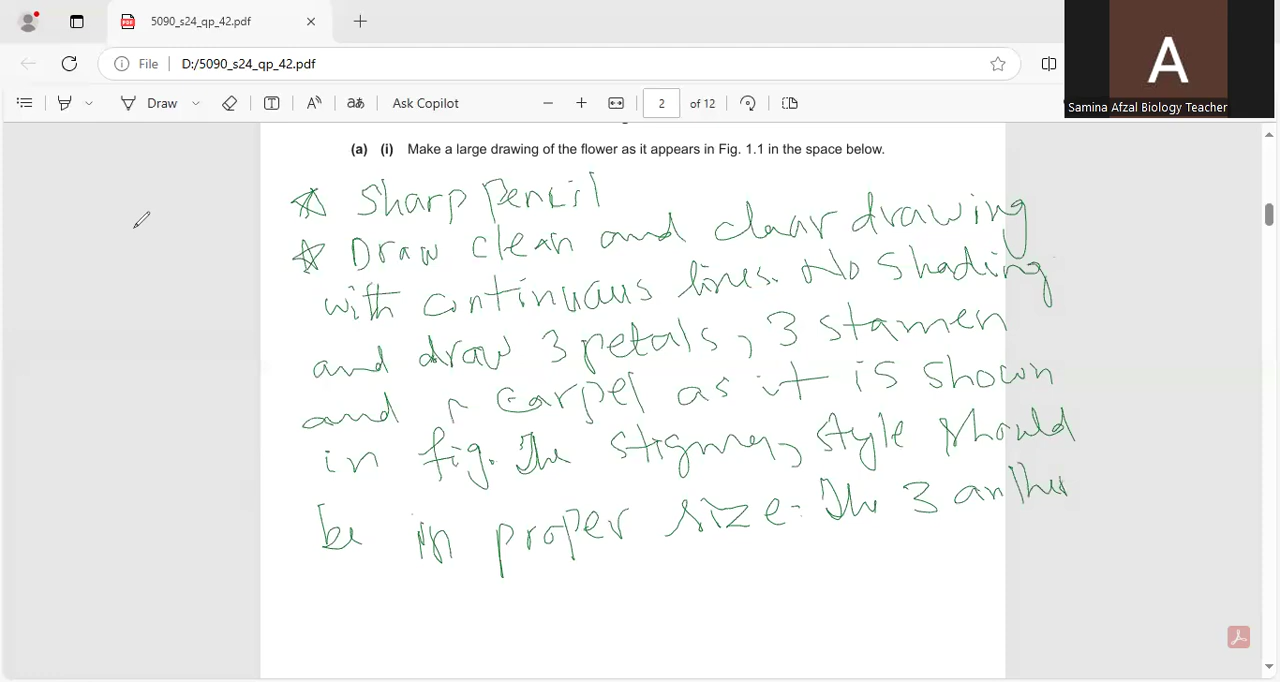 5090_s24_qp_42.pdf
File D:/5090_s24_qp_42.pdf
Draw Ask Copilot 2 of 12
A
Samina Afzal Biology Teacher
(a) (i) Make a large drawing of the flower as it appears in Fig. 1.1 in the space below.
Sharp Pencil
Draw clean and claar drawing
with continuous lines. No shading
and draw 3 petals, 3 stamen
and carpel as it is shown
in fig. The stigma, style should
be in proper size. The 3 anther